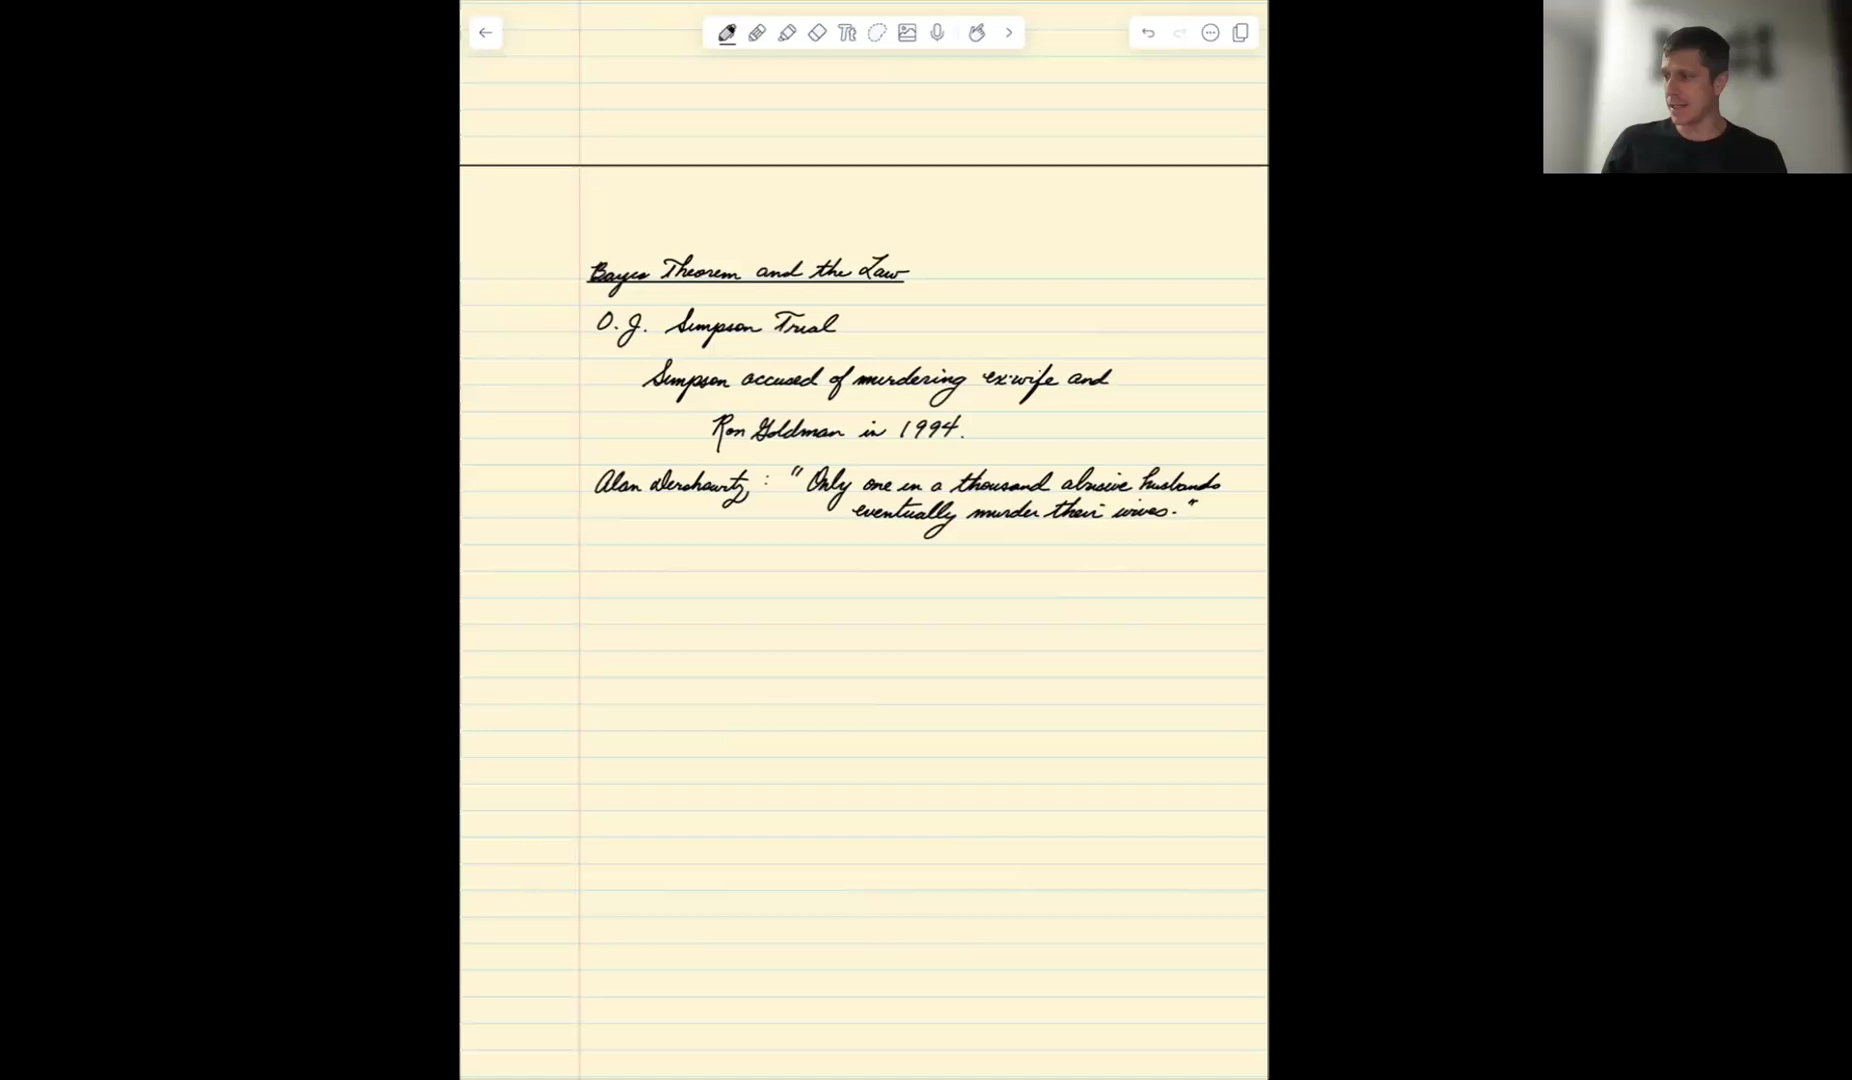 Bayes Theorem and the Law
O.J. Simpson Trial
Simpson accused of murdering ex-wife and
Ron Goldman in 1994.
Alan Dershowitz : "Only one in a thousand abusive husbands
eventually murder their wives."
Tt